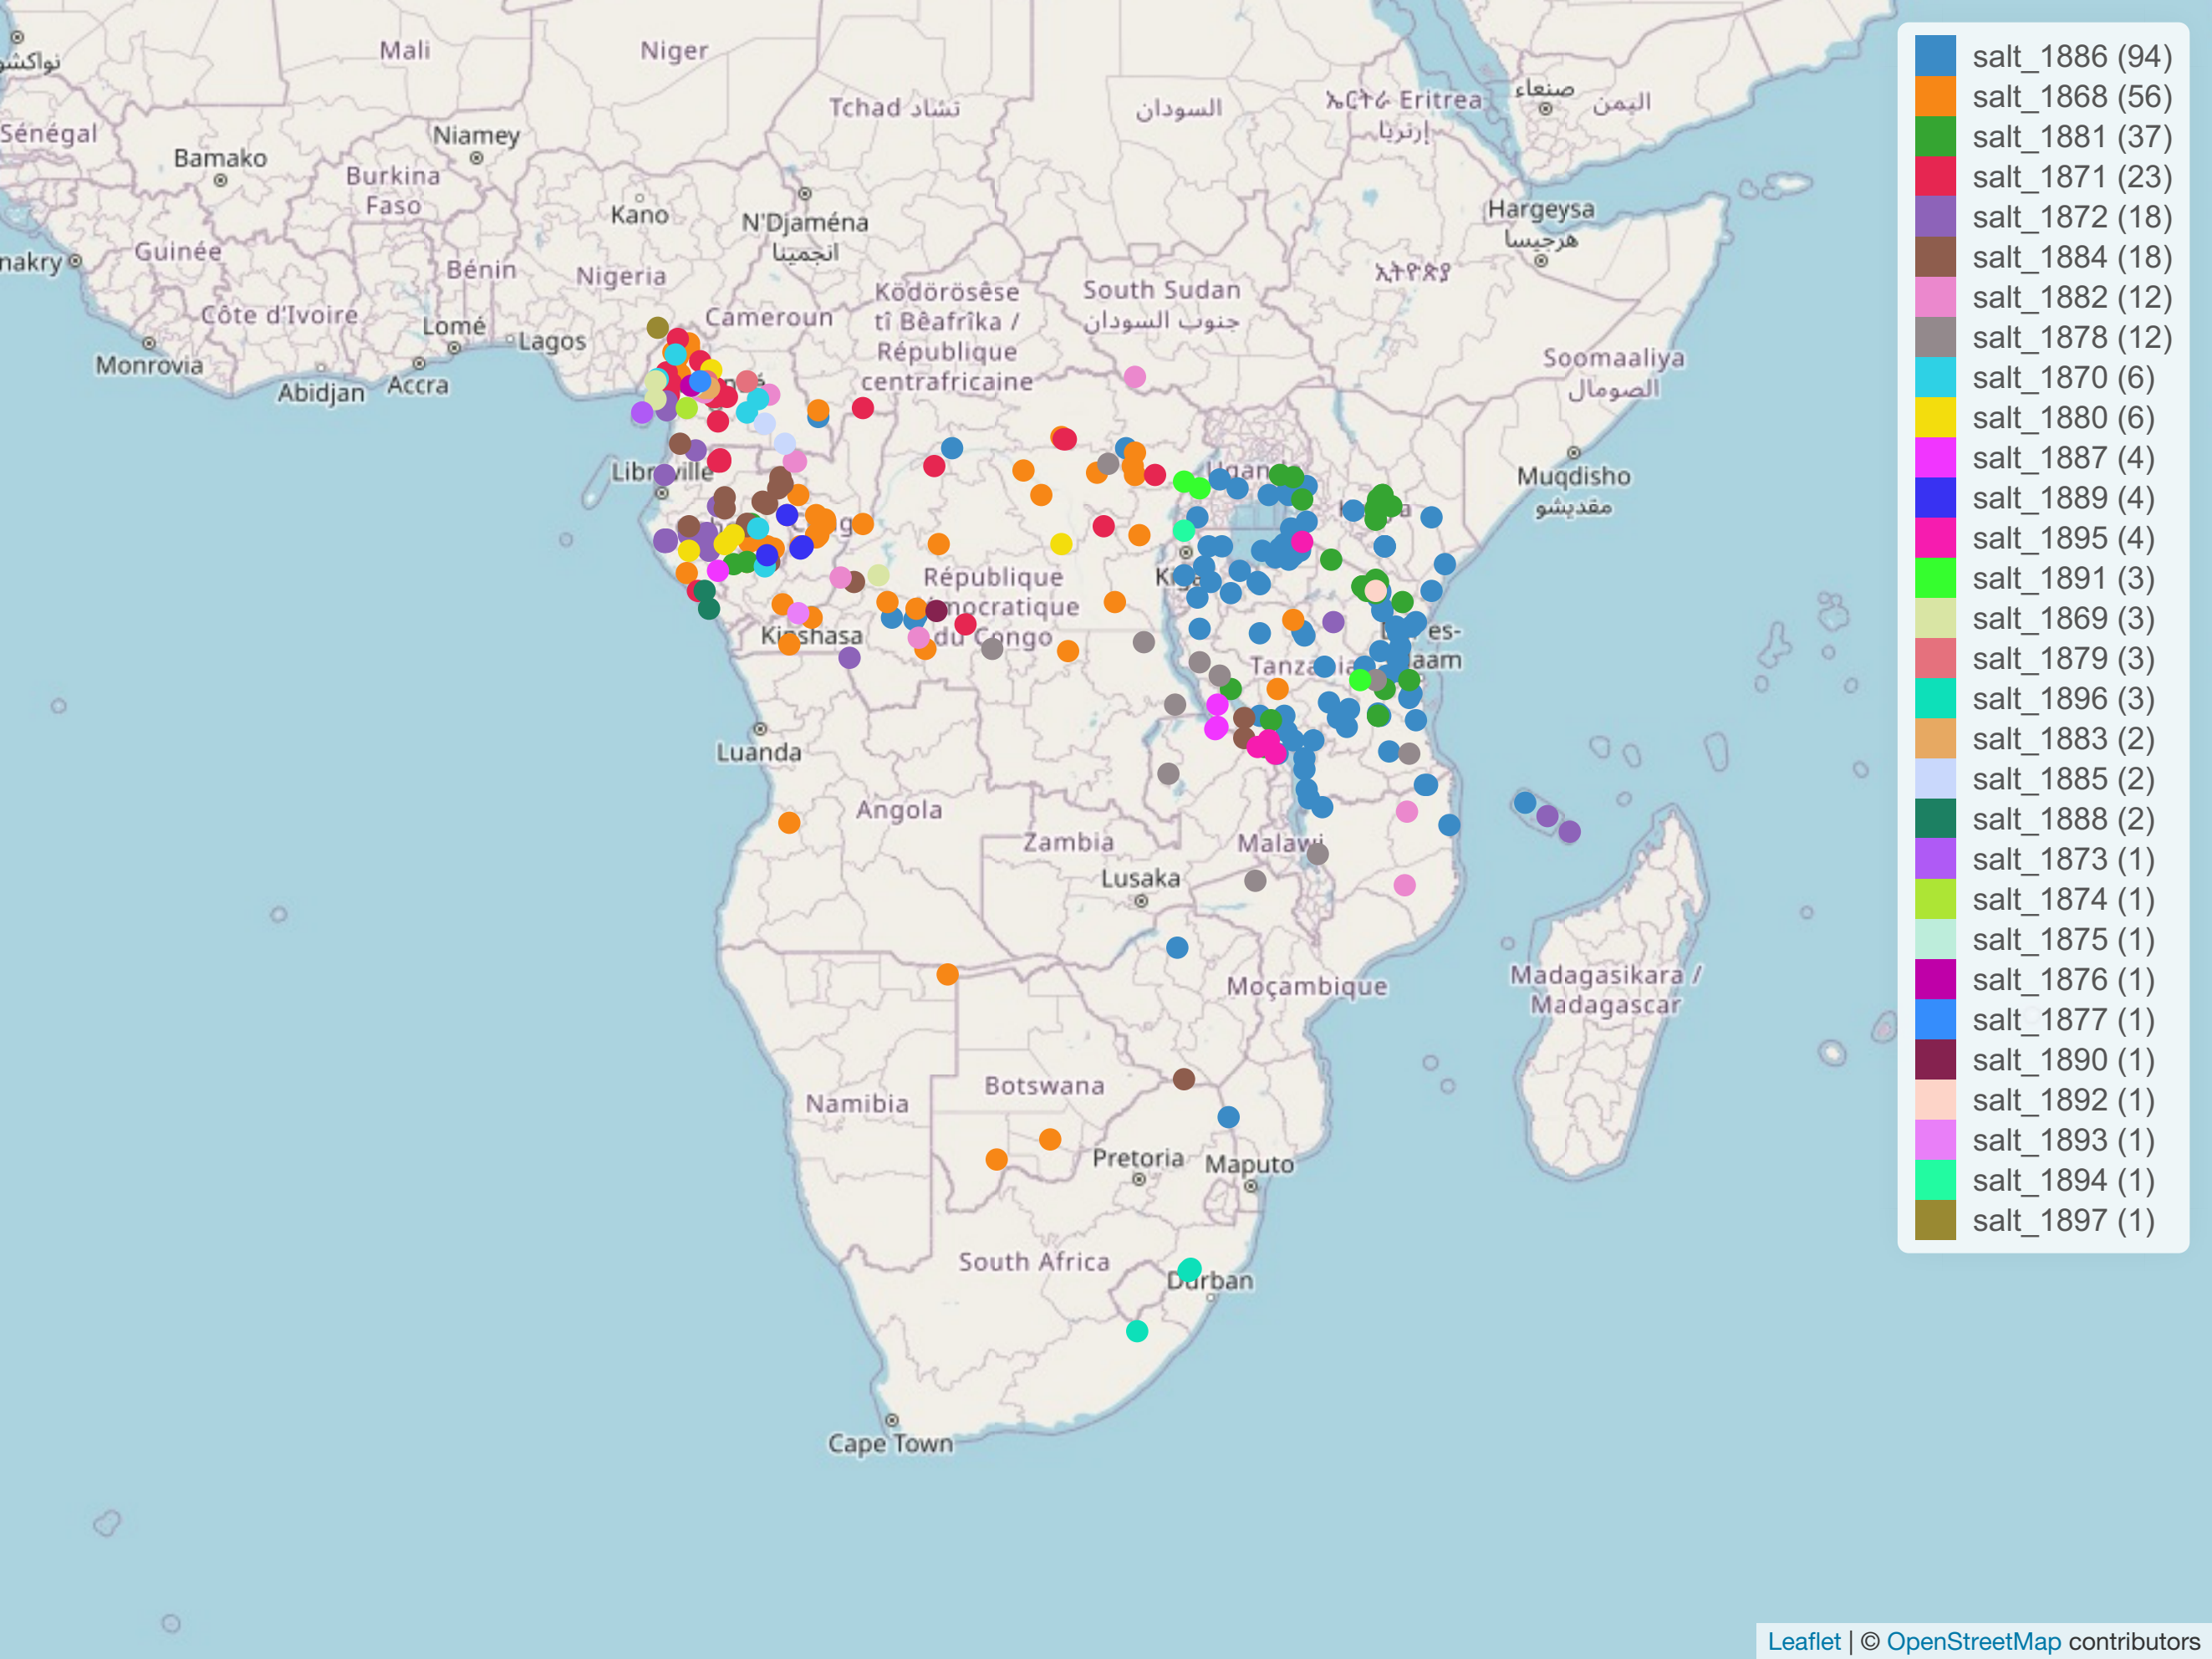 Mali
Niger
Tchad تشاد
السودان
ኤርትራ Eritrea
إرتريا
صنعاء
اليمن
Sénégal
Bamako
Niamey
Burkina
Faso
Kano
N'Djaména
انجمينا
Hargeysa
هرجيسا
Guinée
nakry
Bénin
Nigeria
Ködörösêse
tî Bêafrîka /
République
centrafricaine
South Sudan
جنوب السودان
ኢትዮጵያ
Côte d'Ivoire
Lomé
Lagos
Cameroun
Monrovia
Abidjan
Accra
Soomaaliya
الصومال
Muqdisho
مقديشو
Libreville
Uganda
République
démocratique
du Congo
Kinshasa
Tanzania
Luanda
Angola
Zambia
Malawi
Lusaka
Moçambique
Madagasikara /
Madagascar
Namibia
Botswana
Pretoria
Maputo
South Africa
Durban
Cape Town
salt_1886 (94)
salt_1868 (56)
salt_1881 (37)
salt_1871 (23)
salt_1872 (18)
salt_1884 (18)
salt_1882 (12)
salt_1878 (12)
salt_1870 (6)
salt_1880 (6)
salt_1887 (4)
salt_1889 (4)
salt_1895 (4)
salt_1891 (3)
salt_1869 (3)
salt_1879 (3)
salt_1896 (3)
salt_1883 (2)
salt_1885 (2)
salt_1888 (2)
salt_1873 (1)
salt_1874 (1)
salt_1875 (1)
salt_1876 (1)
salt_1877 (1)
salt_1890 (1)
salt_1892 (1)
salt_1893 (1)
salt_1894 (1)
salt_1897 (1)
Leaflet | © OpenStreetMap contributors